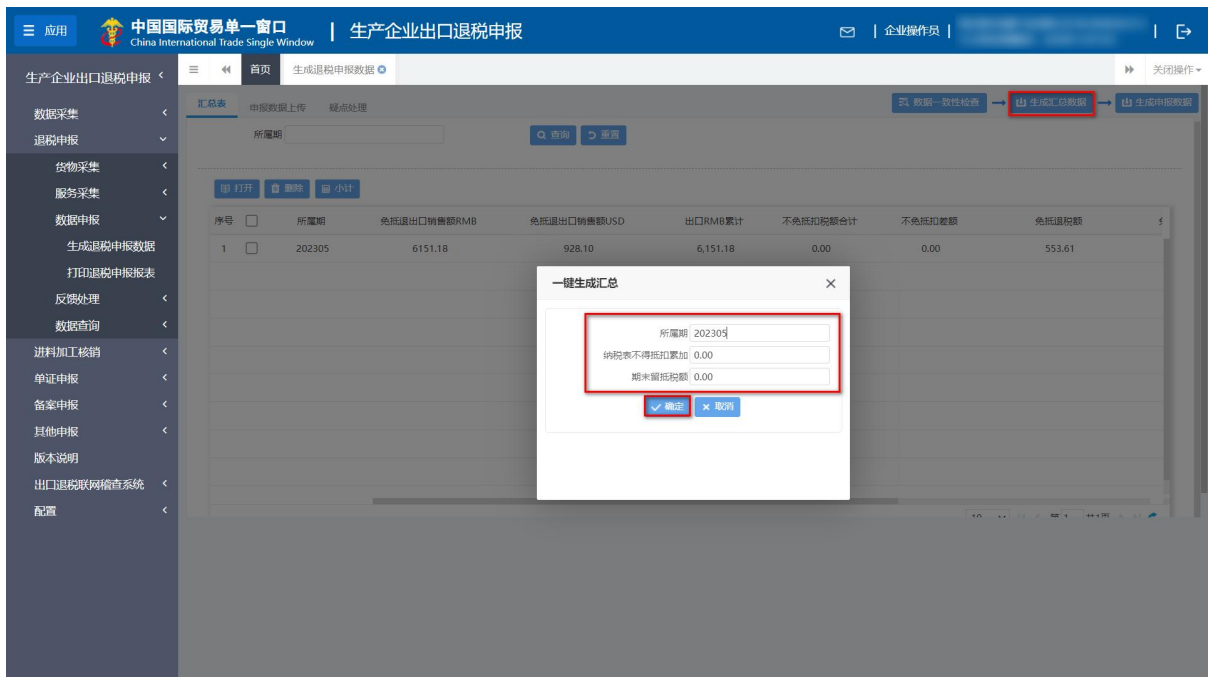 应用 中国国际贸易单一窗口 China International Trade Single Window | 生产企业出口退税申报 | 企业操作员 | |
生产企业出口退税申报
首页 生成退税申报数据 关闭操作
数据采集
退税申报
货物采集
服务采集
数据申报
生成退税申报数据
打印退税申报报表
反馈处理
数据查询
进料加工核销
单证申报
备案申报
其他申报
版本说明
出口退税联网稽查系统
配置
汇总表 申报数据上传 疑点处理 数据一致性检查 → 生成汇总数据 → 生成申报数据
所属期 查询 重置
打开 删除 小计
序号 所属期 免抵退出口销售额RMB 免抵退出口销售额USD 出口RMB累计 不免抵扣税额合计 不免抵扣差额 免抵退税额
1 202305 6151.18 928.10 6,151.18 0.00 0.00 553.61
一键生成汇总 ×
所属期 202305
纳税表不得抵扣累加 0.00
期末留抵税额 0.00
确定 × 取消